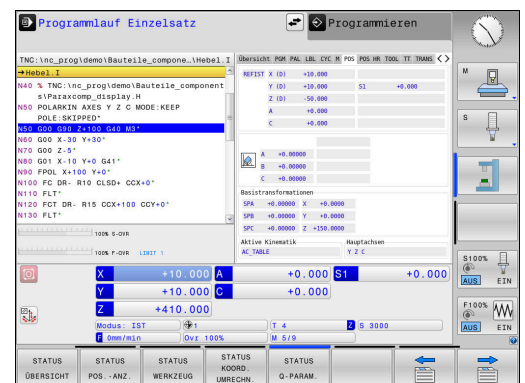 Programmlauf Einzelsatz
Programmieren
TNC:\nc_prog\demo\Bauteile_compone…\Hebel.I
→Hebel.I
N40 % TNC:\nc_prog\demo\Bauteile_component
s\Paraxcomp_display.H
N50 POLARKIN AXES Y Z C MODE:KEEP
POLE:SKIPPED*
N50 G00 G90 Z+100 G40 M3*
N60 G00 X-30 Y+30*
N70 G00 Z-5*
N80 G01 X-10 Y+0 G41*
N90 FPOL X+100 Y+0*
N100 FC DR- R10 CLSD+ CCX+0*
N110 FLT*
N120 FCT DR- R15 CCX+100 CCY+0*
N130 FLT*
100% S-OVR
100% F-OVR LIMIT 1
Übersicht PGM PAL LBL CYC M POS POS HR TOOL TT TRANS
REFIST X (D) +10.000
Y (D) +10.000 S1 +0.000
Z (D) -50.000
A +0.000
C +0.000
A +0.00000
B +0.00000
C +0.00000
Basistransformationen
SPA +0.00000 X +0.0000
SPB +0.00000 Y +0.0000
SPC +0.00000 Z -150.0000
Aktive Kinematik Hauptachsen
AC_TABLE Y Z C
X +10.000 A +0.000 S1 +0.000
Y +10.000 C +0.000
Z +410.000
Modus: IST 1 T 4 Z S 3000
F 0mm/min Ovr 100% M 5/9
M
S
S100%
AUS EIN
F100%
AUS EIN
STATUS
ÜBERSICHT
STATUS
POS.-ANZ.
STATUS
WERKZEUG
STATUS
KOORD.
UMRECHN.
STATUS
Q-PARAM.